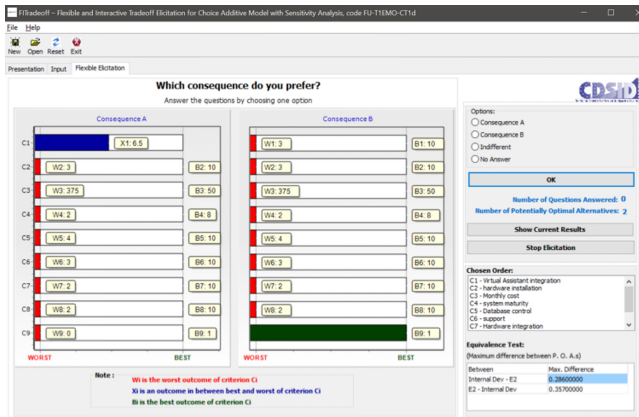 FITradeoff – Flexible and Interactive Tradeoff Elicitation for Choice Additive Model with Sensitivity Analysis, code FU-T1EMO-CT1d
File Help
New Open Reset Exit
Presentation Input Flexible Elicitation
Which consequence do you prefer?
Answer the questions by choosing one option
Consequence A
C1 X1: 6.5
C2 W2: 3 B2: 10
C3 W3: 375 B3: 50
C4 W4: 2 B4: 8
C5 W5: 4 B5: 10
C6 W6: 3 B6: 10
C7 W7: 2 B7: 10
C8 W8: 2 B8: 10
C9 W9: 0 B9: 1
WORST BEST
Consequence B
W1: 3 B1: 10
W2: 3 B2: 10
W3: 375 B3: 50
W4: 2 B4: 8
W5: 4 B5: 10
W6: 3 B6: 10
W7: 2 B7: 10
W8: 2 B8: 10
B9: 1
WORST BEST
Note :
Wi is the worst outcome of criterion Ci
Xi is an outcome in between best and worst of criterion Ci
Bi is the best outcome of criterion Ci
CDSID
Options:
Consequence A
Consequence B
Indifferent
No Answer
OK
Number of Questions Answered: 0
Number of Potentially Optimal Alternatives: 2
Show Current Results
Stop Elicitation
Chosen Order:
C1 - Virtual Assistant integration
C2 - hardware installation
C3 - Monthly cost
C4 - system maturity
C5 - Database control
C6 - support
C7 - Hardware integration
Equivalence Test:
(Maximum difference between P. O. A.s)
Between Max. Difference
Internal Dev - E2 0.28600000
E2 - Internal Dev 0.35700000